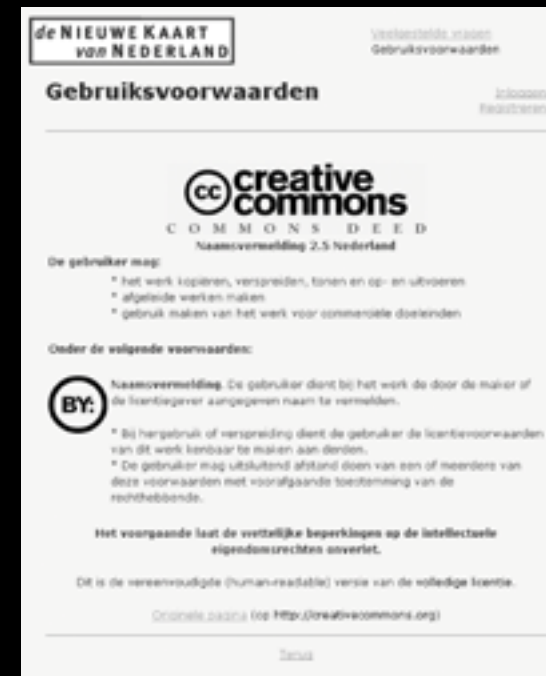 de NIEUWE KAART
van NEDERLAND
Veelgestelde vragen
Gebruiksvoorwaarden
Gebruiksvoorwaarden
Inloggen
Registreren
cc creative
commons
COMMONS DEED
Naamsvermelding 2.5 Nederland
De gebruiker mag:
* het werk kopiëren, verspreiden, tonen en op- en uitvoeren
* afgeleide werken maken
* gebruik maken van het werk voor commerciële doeleinden
Onder de volgende voorwaarden:
BY:
Naamsvermelding. De gebruiker dient bij het werk de door de maker of
de licentiegever aangegeven naam te vermelden.
* Bij hergebruik of verspreiding dient de gebruiker de licentievoorwaarden
van dit werk kenbaar te maken aan derden.
* De gebruiker mag uitsluitend afstand doen van een of meerdere van
deze voorwaarden met voorafgaande toestemming van de
rechthebbende.
Het voorgaande laat de wettelijke beperkingen op de intellectuele
eigendomsrechten onverlet.
Dit is de vereenvoudigde (human-readable) versie van de volledige licentie.
Originele pagina (op http://creativecommons.org)
Terug